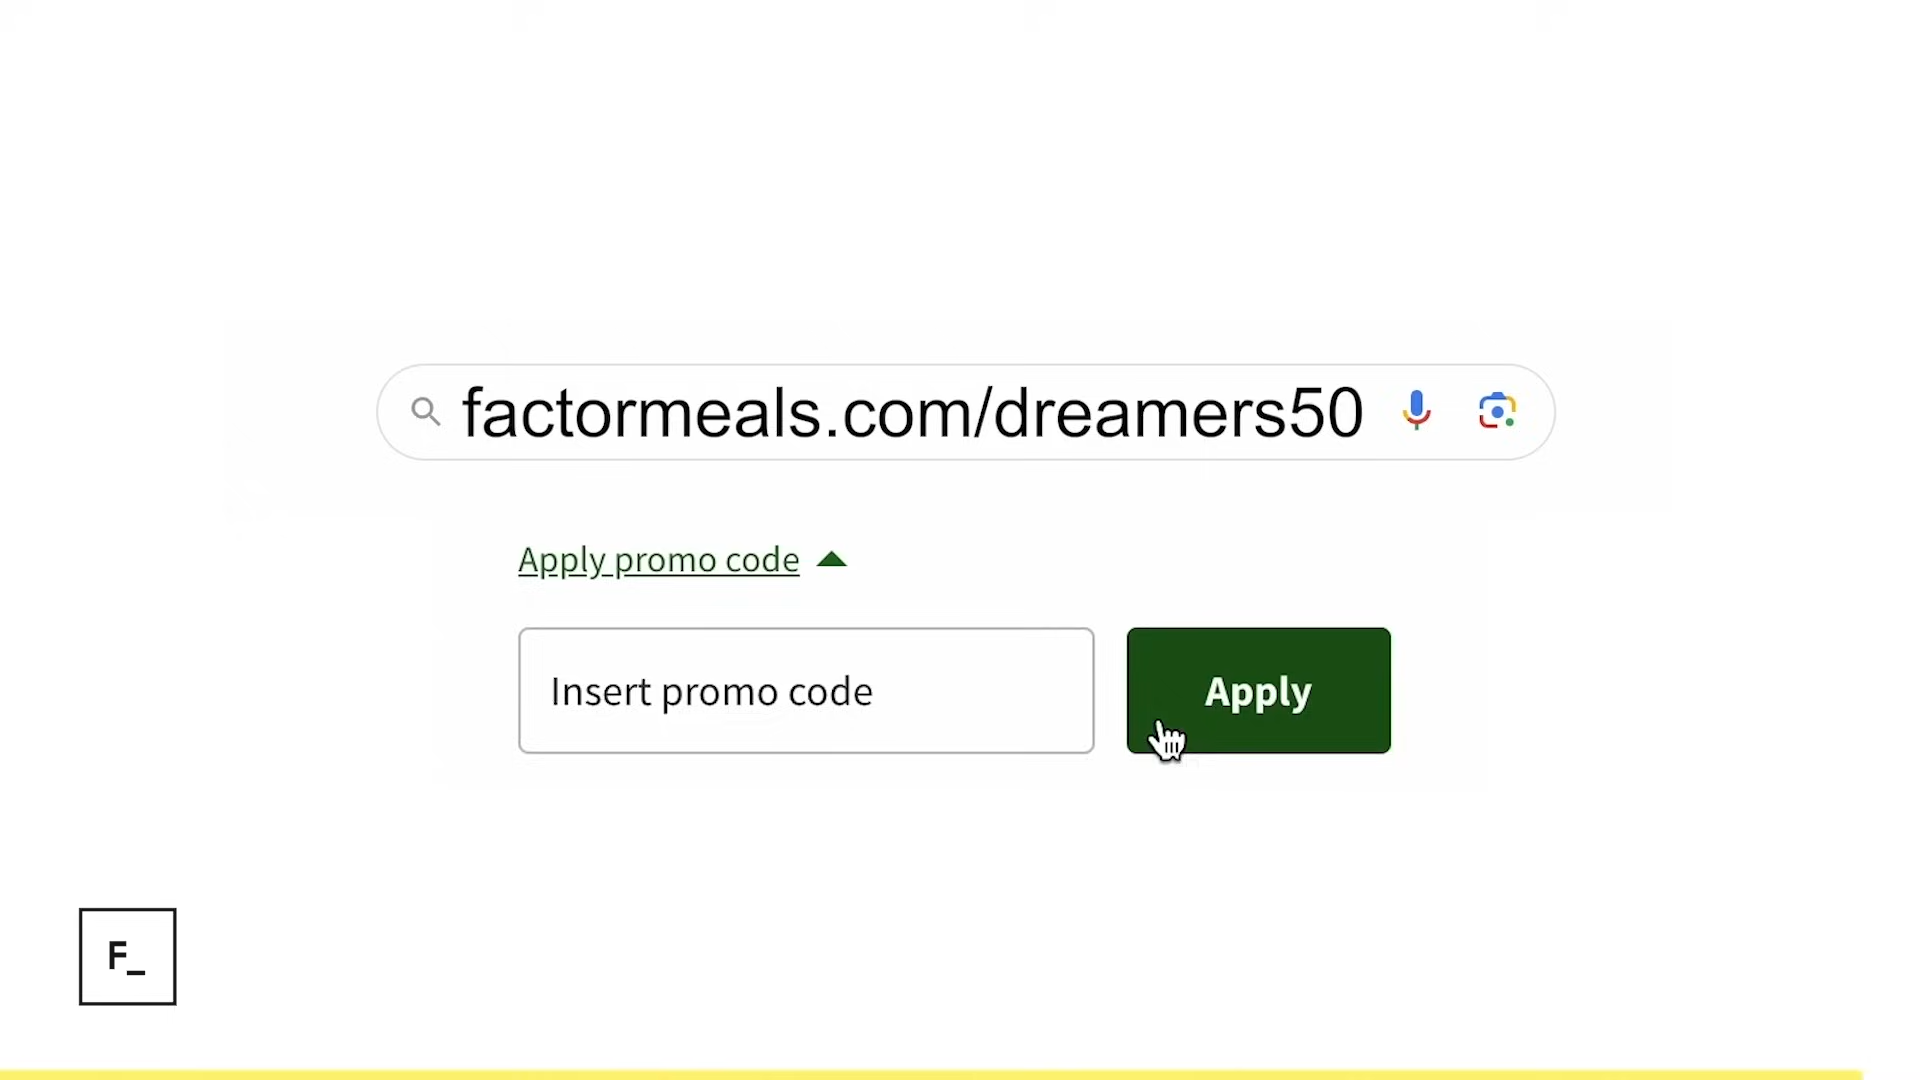 factormeals.com/dreamers50
Apply promo code
Insert promo code
Apply
F_